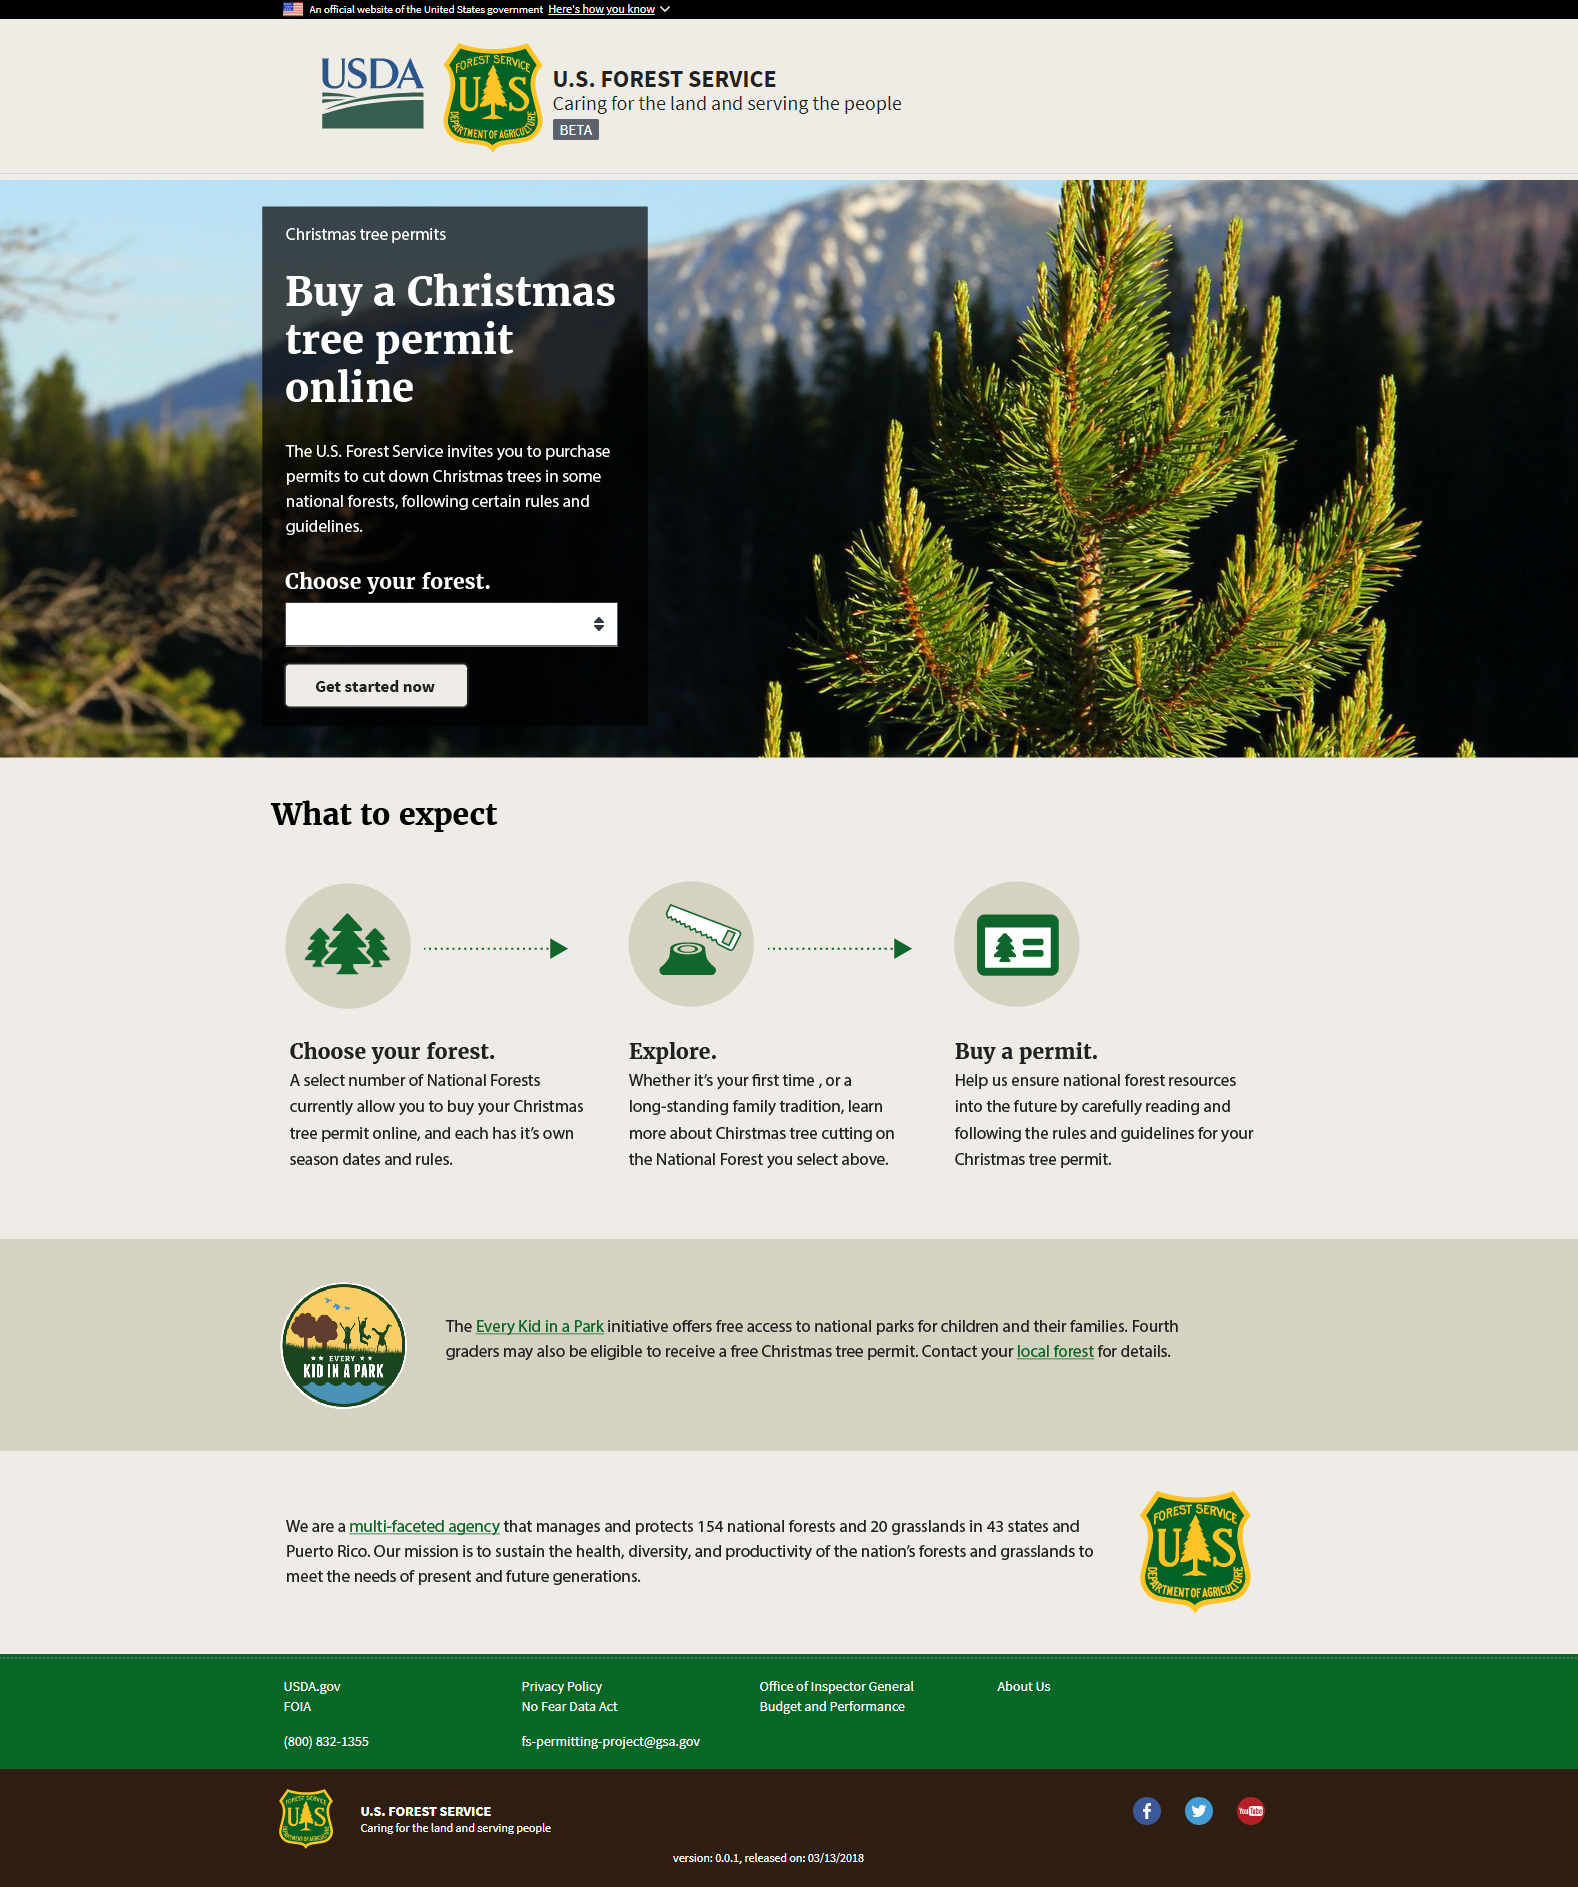 An official website of the United States government Here's how you know
USDA
FOREST SERVICE
U S
DEPARTMENT OF AGRICULTURE
U.S. FOREST SERVICE
Caring for the land and serving the people
BETA
Christmas tree permits
Buy a Christmas
tree permit
online
The U.S. Forest Service invites you to purchase
permits to cut down Christmas trees in some
national forests, following certain rules and
guidelines.
Choose your forest.
Get started now
What to expect
Choose your forest.
A select number of National Forests
currently allow you to buy your Christmas
tree permit online, and each has it's own
season dates and rules.
Explore.
Whether it's your first time , or a
long-standing family tradition, learn
more about Chirstmas tree cutting on
the National Forest you select above.
Buy a permit.
Help us ensure national forest resources
into the future by carefully reading and
following the rules and guidelines for your
Christmas tree permit.
EVERY
KID IN A PARK
The Every Kid in a Park initiative offers free access to national parks for children and their families. Fourth
graders may also be eligible to receive a free Christmas tree permit. Contact your local forest for details.
We are a multi-faceted agency that manages and protects 154 national forests and 20 grasslands in 43 states and
Puerto Rico. Our mission is to sustain the health, diversity, and productivity of the nation's forests and grasslands to
meet the needs of present and future generations.
FOREST SERVICE
U S
DEPARTMENT OF AGRICULTURE
USDA.gov
FOIA
(800) 832-1355
Privacy Policy
No Fear Data Act
fs-permitting-project@gsa.gov
Office of Inspector General
Budget and Performance
About Us
FOREST SERVICE
U S
DEPARTMENT OF AGRICULTURE
U.S. FOREST SERVICE
Caring for the land and serving people
f
YouTube
version: 0.0.1, released on: 03/13/2018